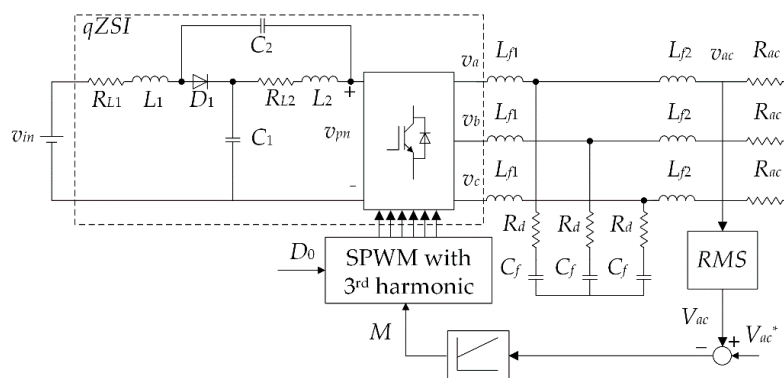 qZSI
C2
RL1 L1 D1 RL2 L2 +
vin
C1
vpn
-
va Lf1 Lf2 vac Rac
vb Lf1 Lf2 Rac
vc Lf1 Lf2 Rac
Rd Rd Rd
Cf Cf Cf
D0
SPWM with
3rd harmonic
RMS
M
Vac
- +
Vac*